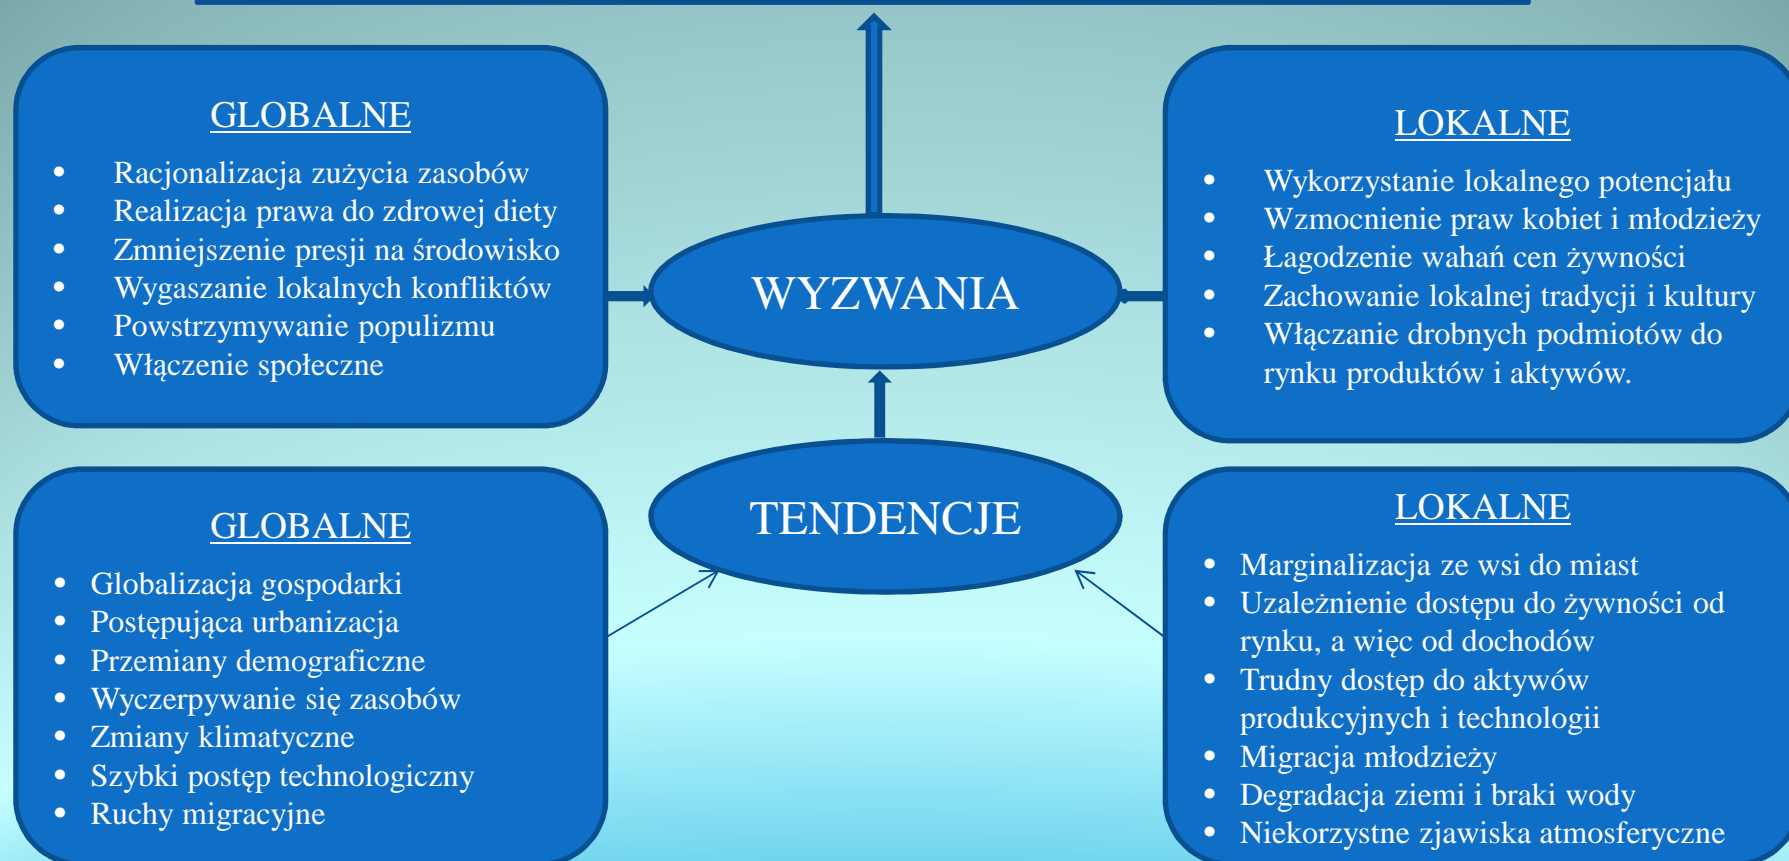 GLOBALNE
• Racjonalizacja zużycia zasobów
• Realizacja prawa do zdrowej diety
• Zmniejszenie presji na środowisko
• Wygaszanie lokalnych konfliktów
• Powstrzymywanie populizmu
• Włączenie społeczne
WYZWANIA
LOKALNE
• Wykorzystanie lokalnego potencjału
• Wzmocnienie praw kobiet i młodzieży
• Łagodzenie wahań cen żywności
• Zachowanie lokalnej tradycji i kultury
• Włączanie drobnych podmiotów do
rynku produktów i aktywów.
GLOBALNE
• Globalizacja gospodarki
• Postępująca urbanizacja
• Przemiany demograficzne
• Wyczerpywanie się zasobów
• Zmiany klimatyczne
• Szybki postęp technologiczny
• Ruchy migracyjne
TENDENCJE
LOKALNE
• Marginalizacja ze wsi do miast
• Uzależnienie dostępu do żywności od
rynku, a więc od dochodów
• Trudny dostęp do aktywów
produkcyjnych i technologii
• Migracja młodzieży
• Degradacja ziemi i braki wody
• Niekorzystne zjawiska atmosferyczne